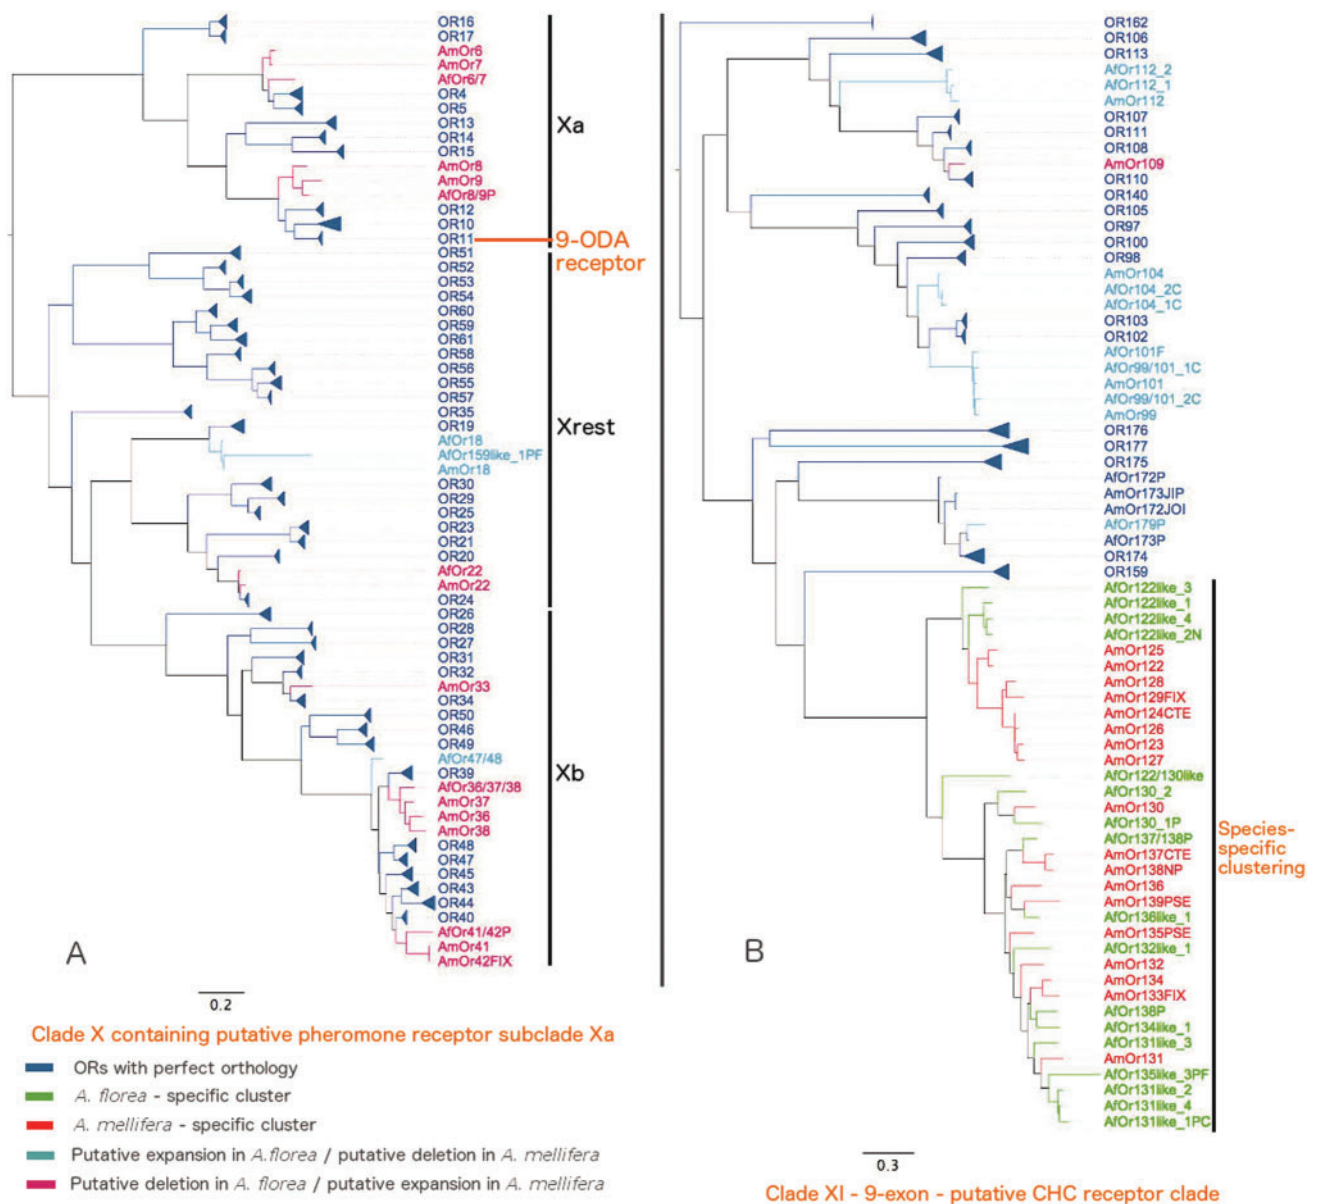 OR16
OR17
AmOr6
AmOr7
AfOr6/7
OR4
OR5
OR13
OR14
OR15
AmOr8
AmOr9
AfOr8/9P
OR12
OR10
OR11
OR51
OR52
OR53
OR54
OR60
OR59
OR61
OR58
OR56
OR55
OR57
OR35
OR19
AfOr18
AfOr159like_1PF
AmOr18
OR30
OR29
OR25
OR23
OR21
OR20
AfOr22
AmOr22
OR24
OR26
OR28
OR27
OR31
OR32
AmOr33
OR34
OR50
OR46
OR49
AfOr47/48
OR39
AfOr36/37/38
AmOr37
AmOr36
AmOr38
OR48
OR47
OR45
OR43
OR44
OR40
AfOr41/42P
AmOr41
AmOr42FIX
Xa
9-ODA
receptor
Xrest
Xb
A
0.2
Clade X containing putative pheromone receptor subclade Xa
ORs with perfect orthology
A. florea - specific cluster
A. mellifera - specific cluster
Putative expansion in A.florea / putative deletion in A. mellifera
Putative deletion in A. florea / putative expansion in A. mellifera
OR162
OR106
OR113
AfOr112_2
AfOr112_1
AmOr112
OR107
OR111
OR108
AmOr109
OR110
OR140
OR105
OR97
OR100
OR98
AmOr104
AfOr104_2C
AfOr104_1C
OR103
OR102
AfOr101F
AfOr99/101_1C
AmOr101
AfOr99/101_2C
AmOr99
OR176
OR177
OR175
AfOr172P
AmOr173JIP
AmOr172JOI
AfOr179P
AfOr173P
OR174
OR159
AfOr122like_3
AfOr122like_1
AfOr122like_4
AfOr122like_2N
AmOr125
AmOr122
AmOr128
AmOr129FIX
AmOr124CTE
AmOr126
AmOr123
AmOr127
AfOr122/130like
AfOr130_2
AmOr130
AfOr130_1P
AfOr137/138P
AmOr137CTE
AmOr138NP
AmOr136
AmOr139PSE
AfOr136like_1
AmOr135PSE
AfOr132like_1
AmOr132
AmOr134
AmOr133FIX
AfOr138P
AfOr134like_1
AfOr131like_3
AmOr131
AfOr135like_3PF
AfOr131like_2
AfOr131like_4
AfOr131like_1PC
Species-
specific
clustering
B
0.3
Clade XI - 9-exon - putative CHC receptor clade